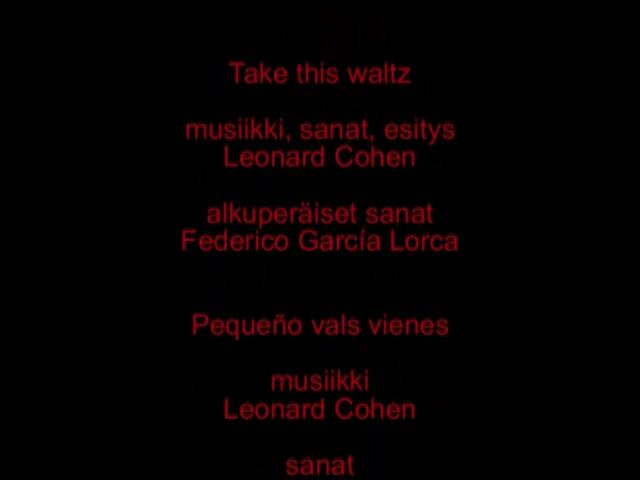 Take this waltz
musiikki, sanat, esitys
Leonard Cohen
alkuperäiset sanat
Federico García Lorca
Pequeño vals vienes
musiikki
Leonard Cohen
sanat